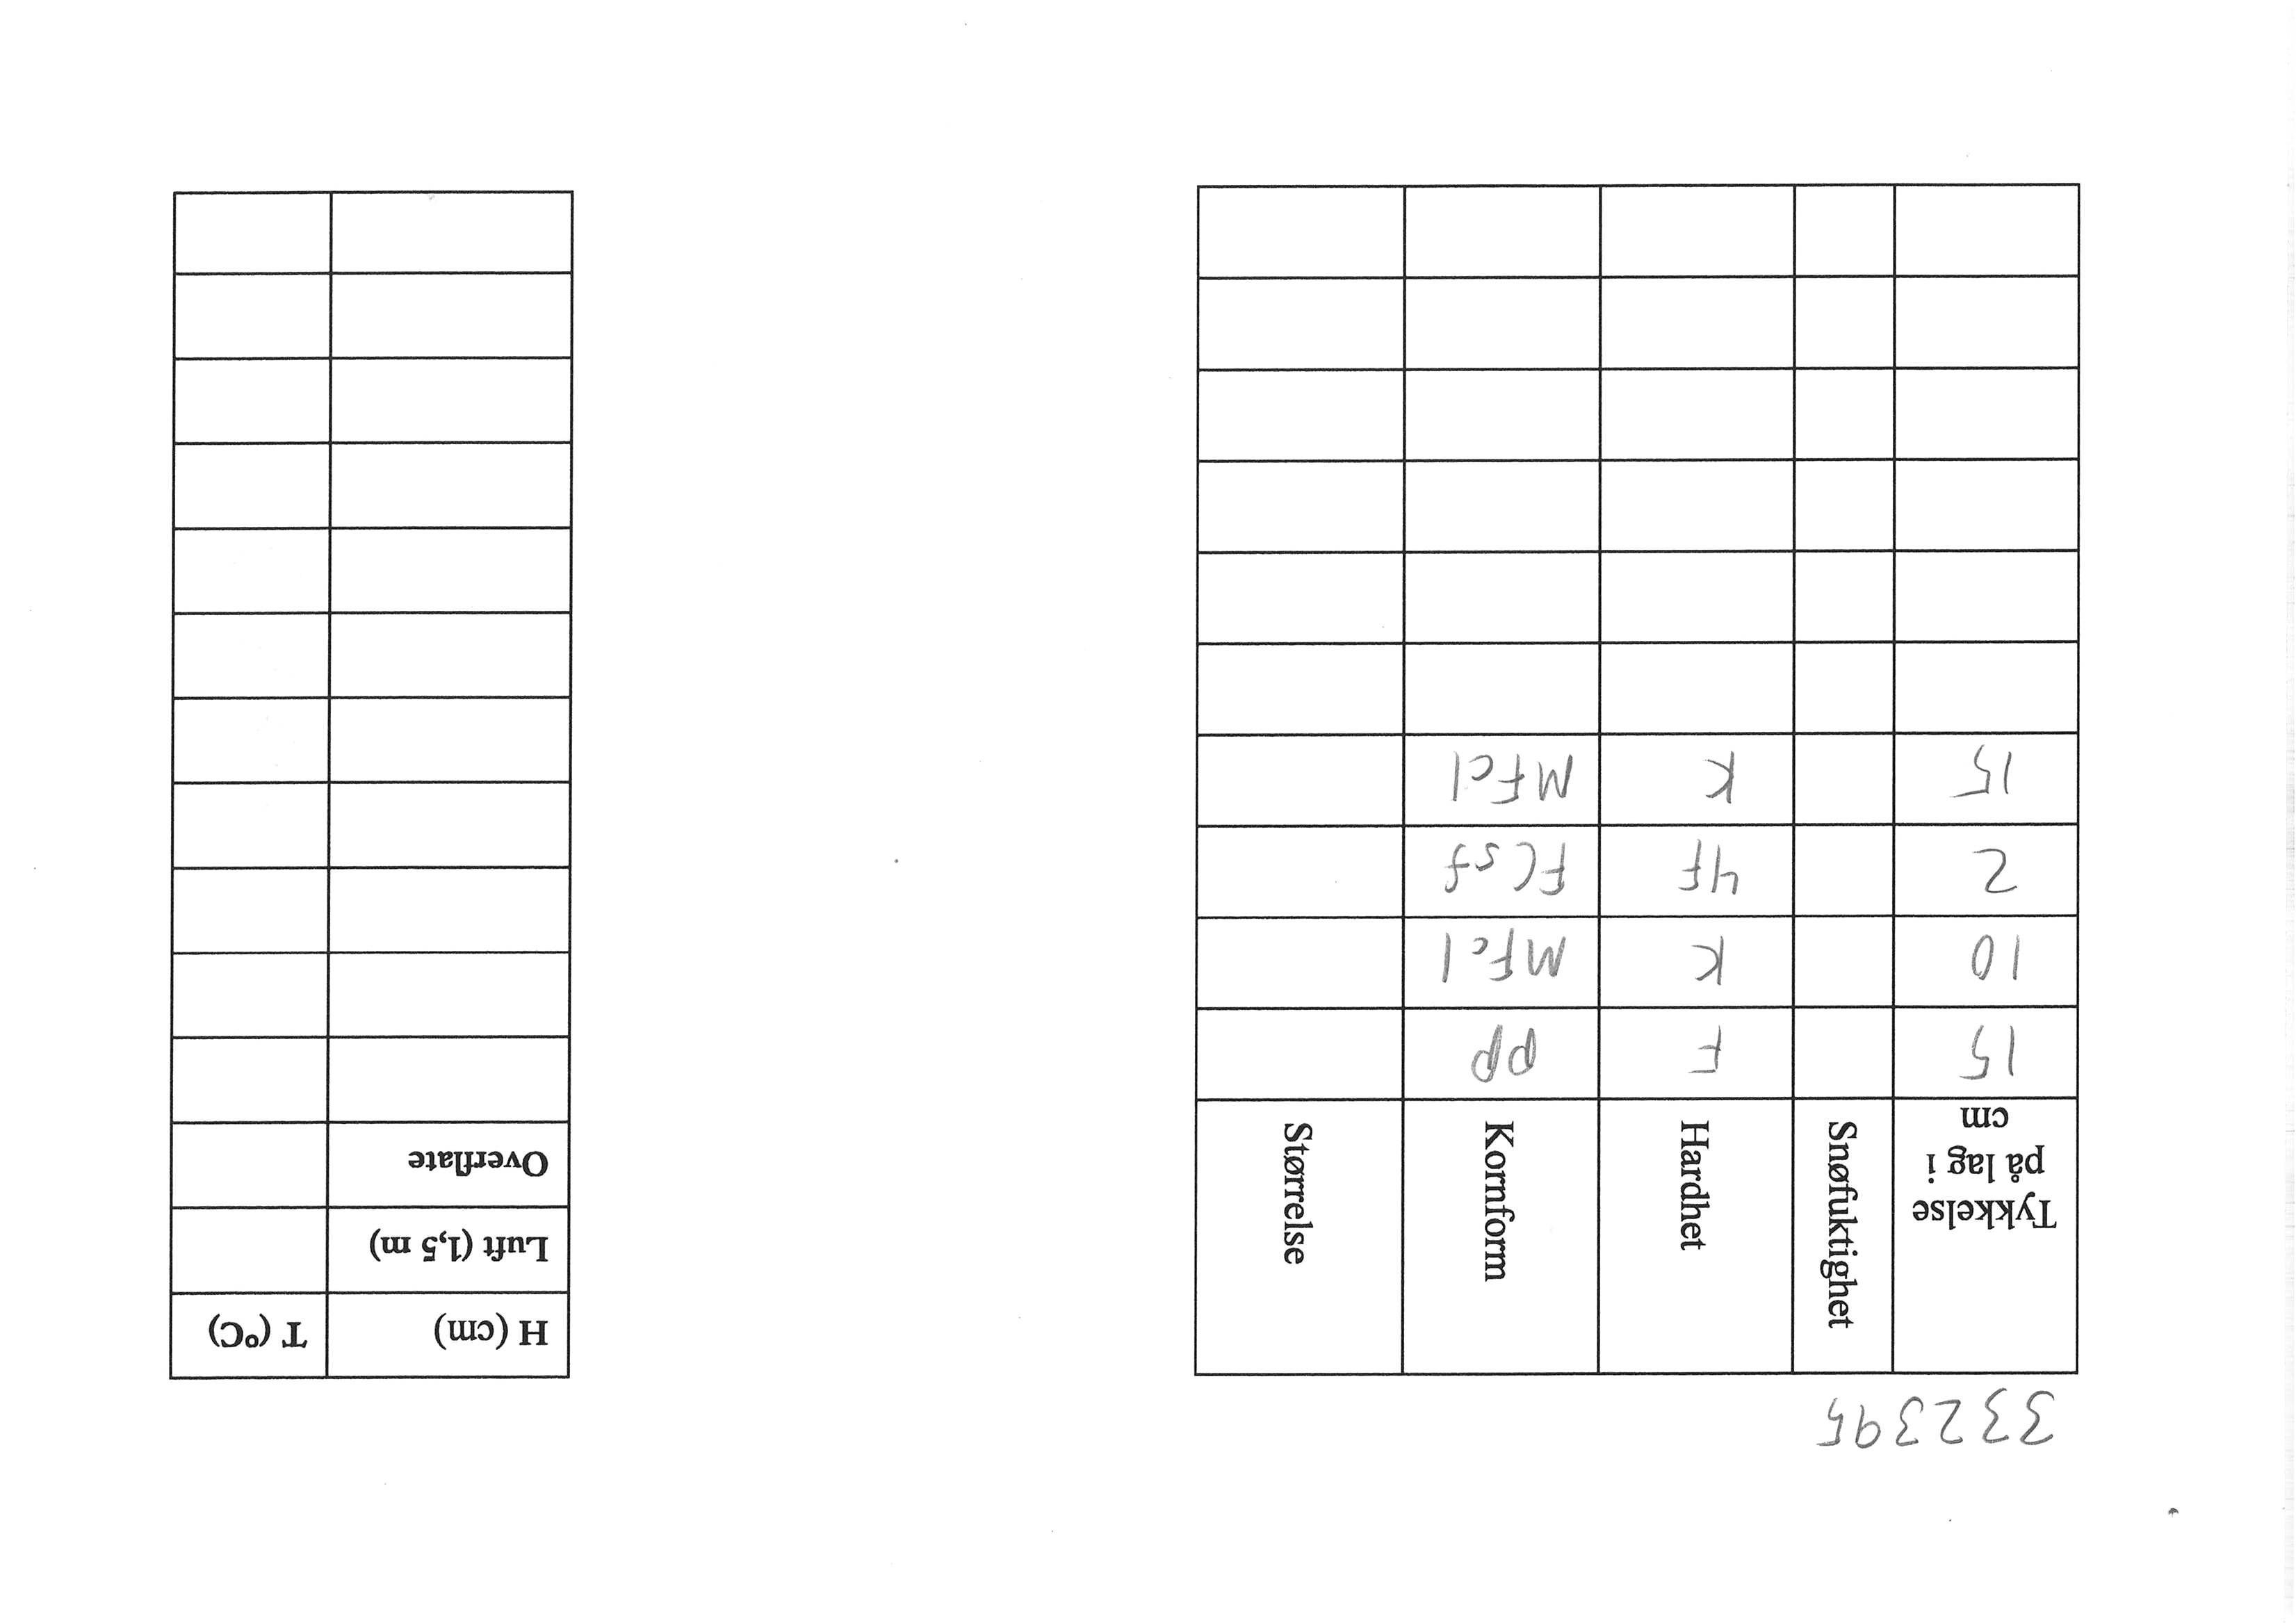 332395
Tykkelse på lag i cm Snøfuktighet Hardhet Kornform Størrelse
15 F PP
10 K MFcl
2 4F FCsf
15 K MFcl
H (cm) T (°C)
Luft (1,5 m)
Overflate